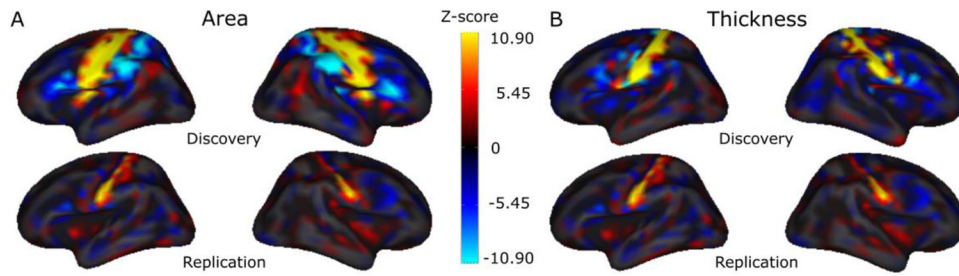 A
Area
Z-score
B
Thickness
10.90
5.45
0
-5.45
-10.90
Discovery
Discovery
Replication
Replication